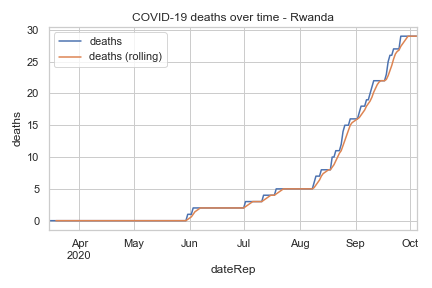 COVID-19 deaths over time - Rwanda
deaths
deaths (rolling)
30
25
20
15
10
5
0
deaths
Apr
2020
May
Jun
Jul
Aug
Sep
Oct
dateRep